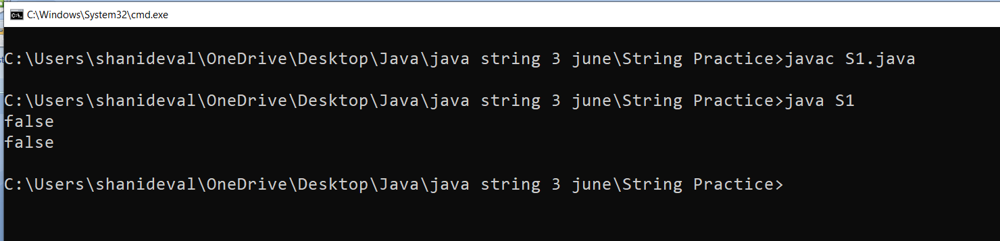 C:\Windows\System32\cmd.exe
C:\Users\shanideval\OneDrive\Desktop\Java\java string 3 june\String Practice>javac S1.java
C:\Users\shanideval\OneDrive\Desktop\Java\java string 3 june\String Practice>java S1
false
false
C:\Users\shanideval\OneDrive\Desktop\Java\java string 3 june\String Practice>